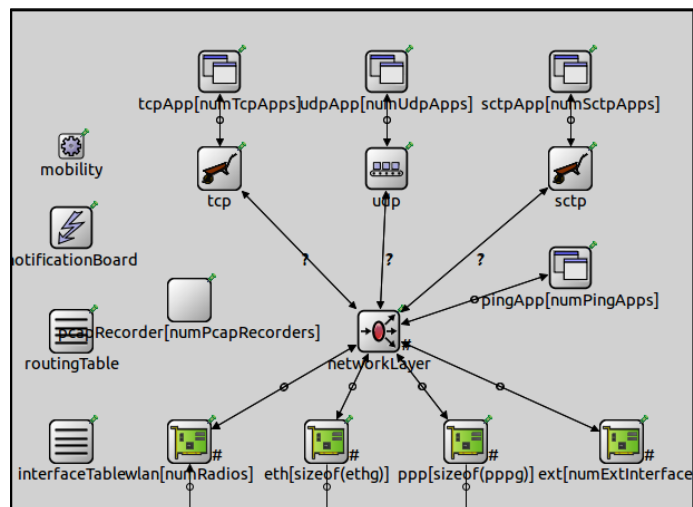 tcpApp[numTcpApps]
udpApp[numUdpApps]
sctpApp[numSctpApps]
mobility
tcp
udp
sctp
notificationBoard
?
?
?
pingApp[numPingApps]
pcapRecorder[numPcapRecorders]
routingTable
networkLayer
#
interfaceTable
wlan[numRadios]
#
eth[sizeof(ethg)]
#
ppp[sizeof(pppg)]
#
ext[numExtInterface
#